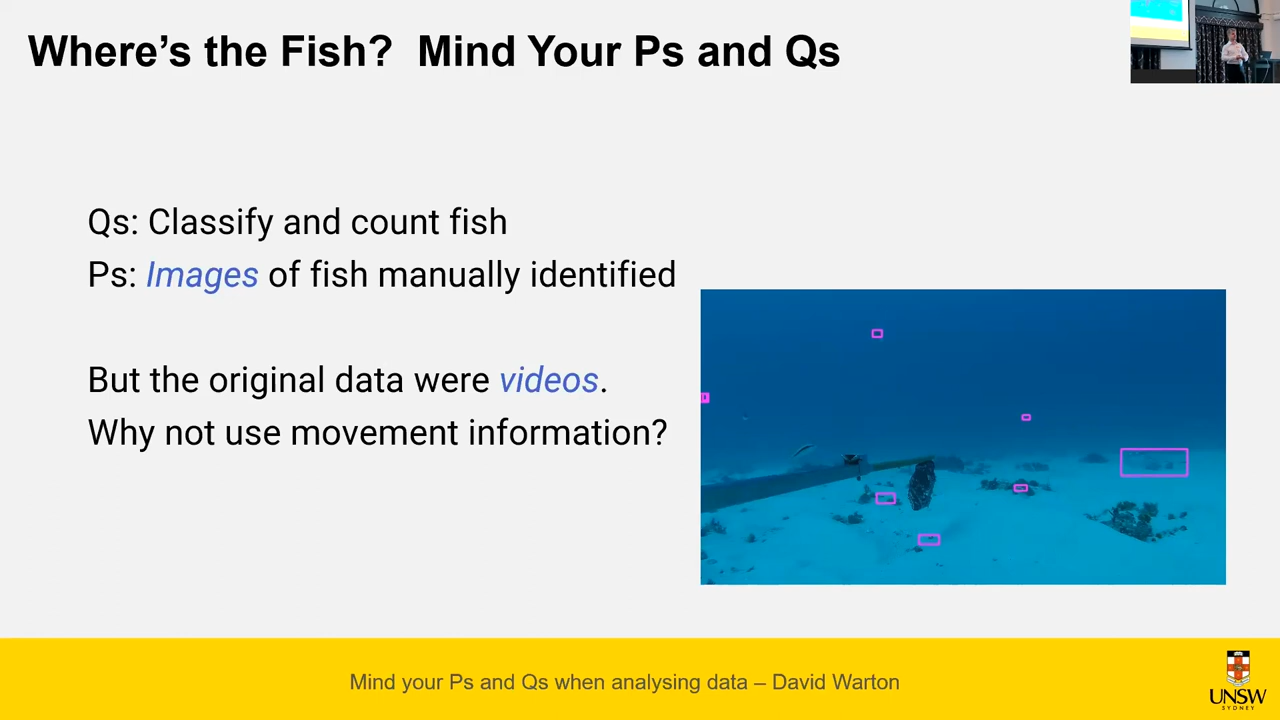 Where's the Fish?  Mind Your Ps and Qs
Qs: Classify and count fish
Ps: Images of fish manually identified
But the original data were videos.
Why not use movement information?
Mind your Ps and Qs when analysing data – David Warton
UNSW
SYDNEY